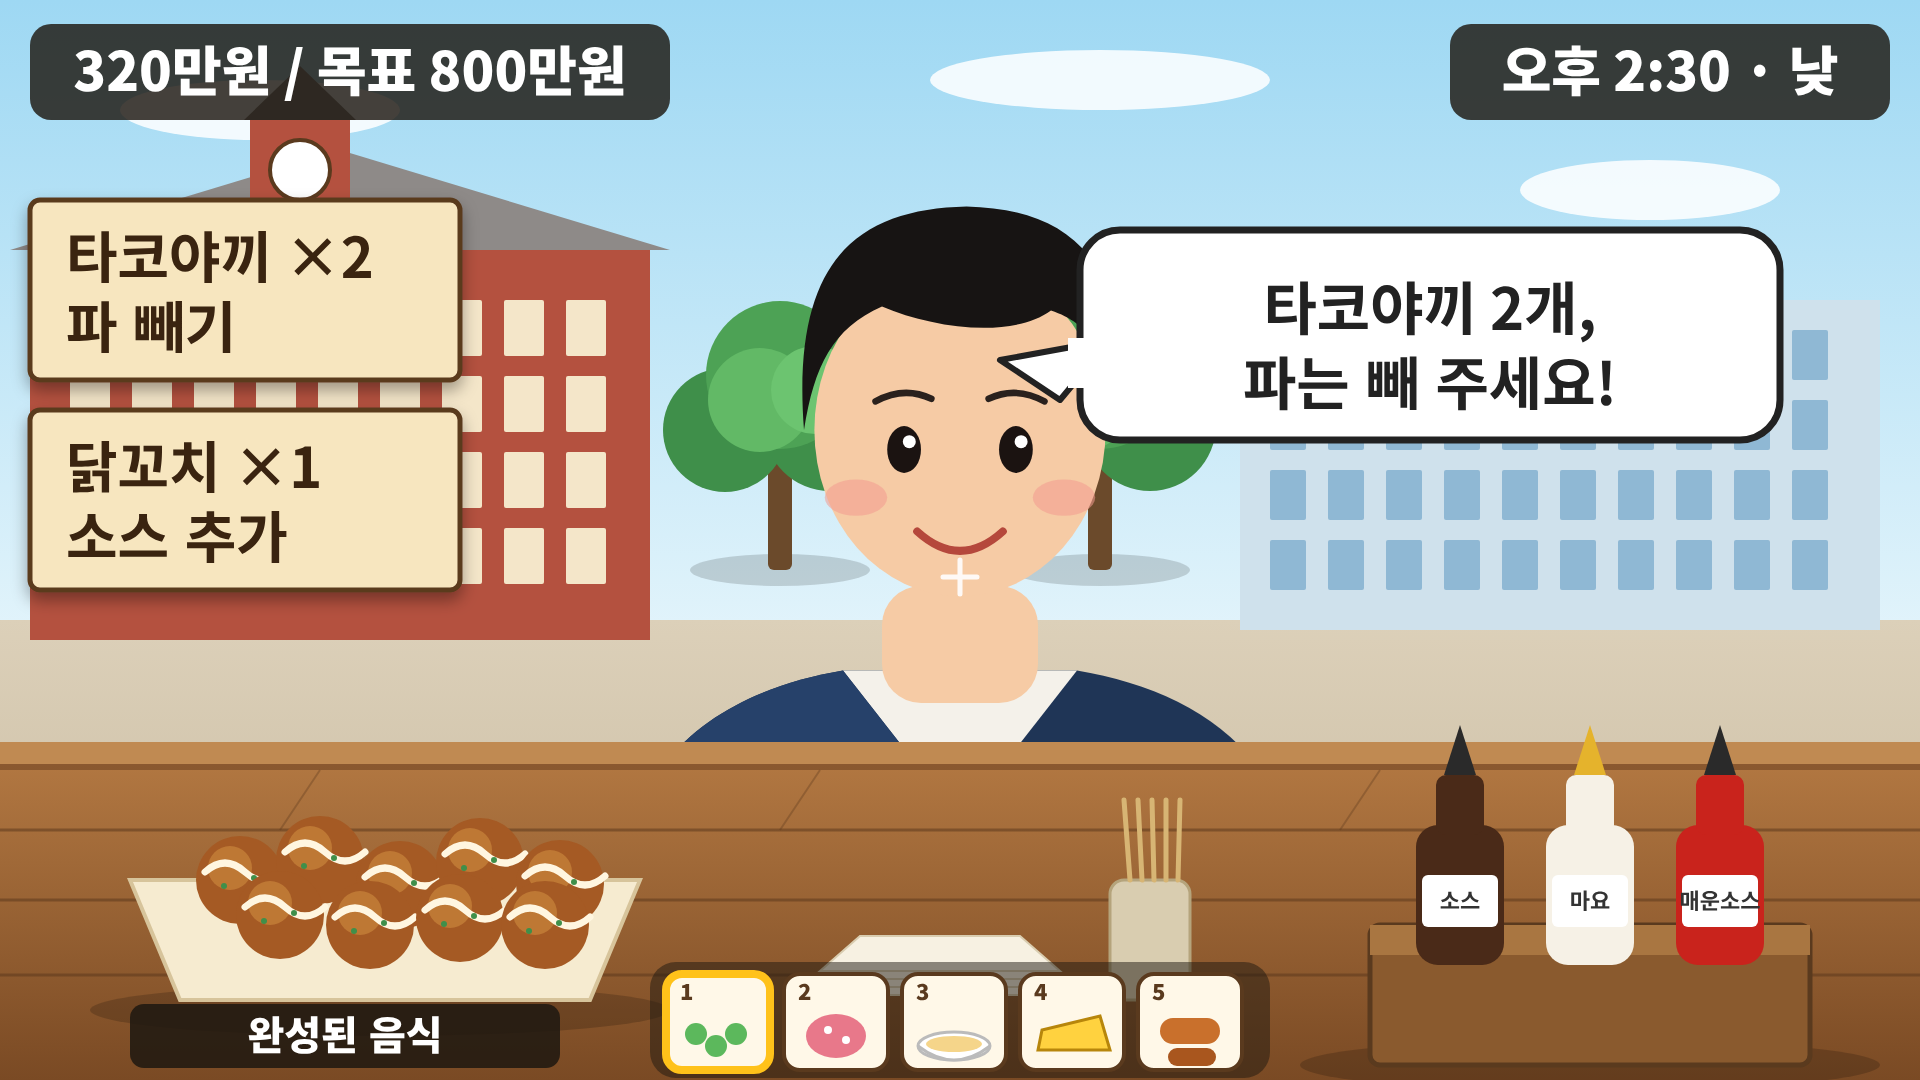 320만원 / 목표 800만원
오후 2:30 · 낮
타코야끼 ×2
파 빼기
타코야끼 2개,
파는 빼 주세요!
닭꼬치 ×1
소스 추가
소스
마요
매운소스
완성된 음식
1
2
3
4
5